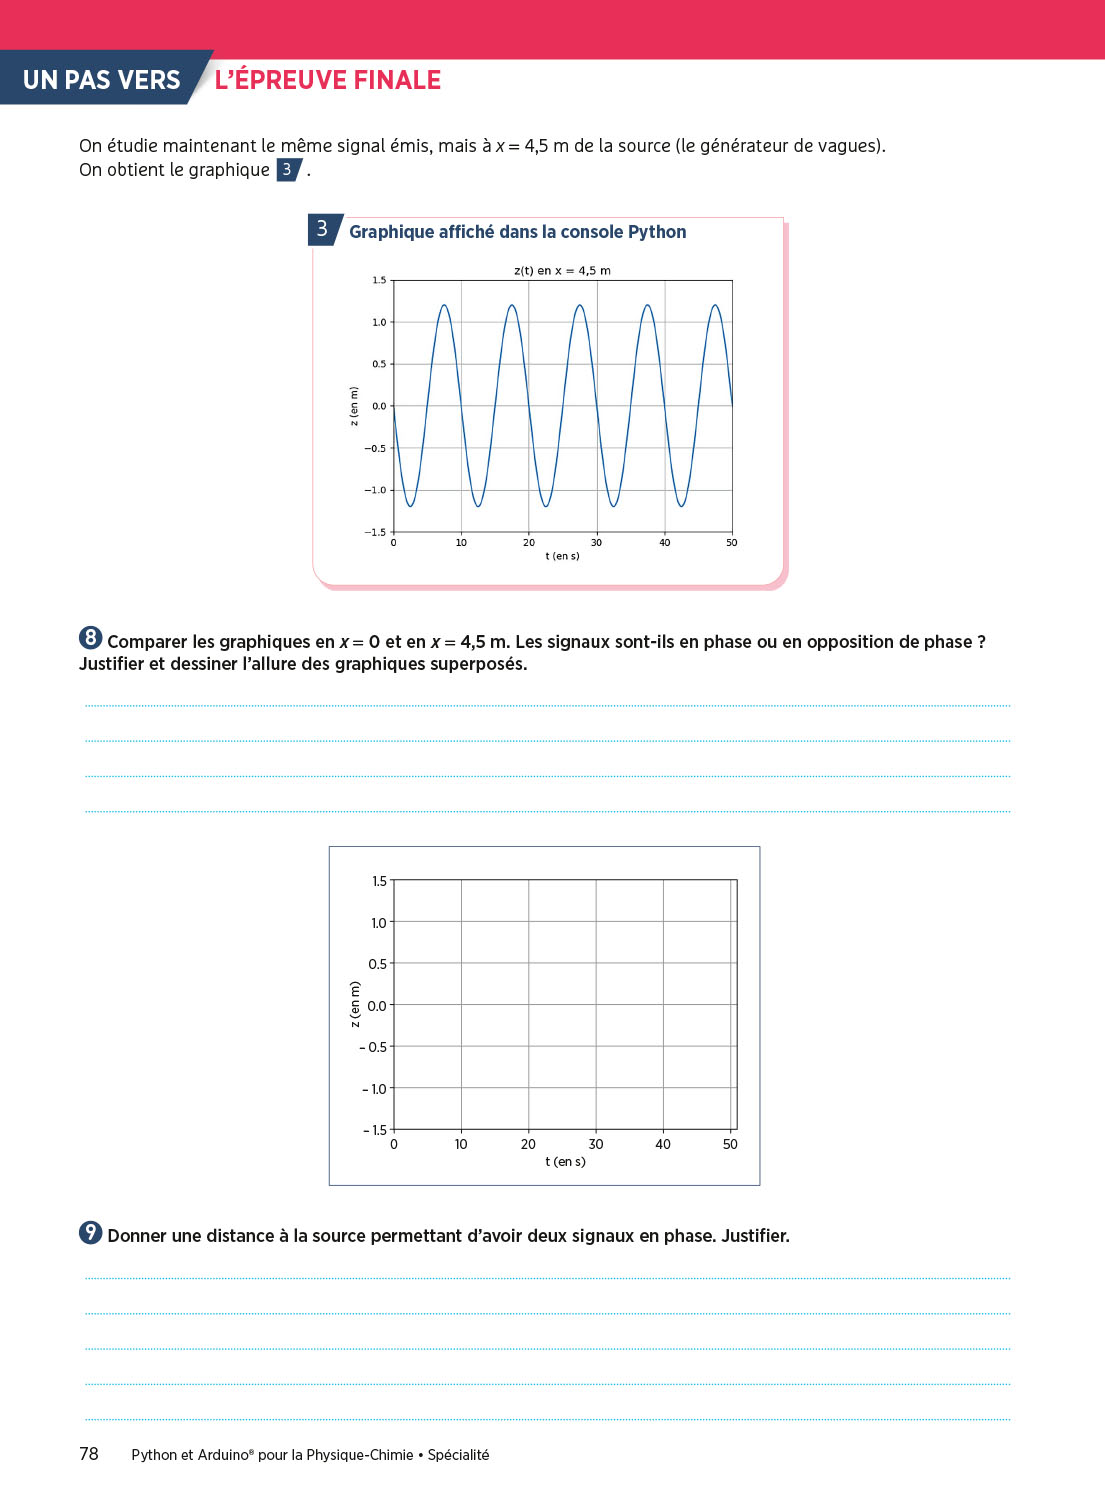 UN PAS VERS L’ÉPREUVE FINALE
On étudie maintenant le même signal émis, mais à x = 4,5 m de la source (le générateur de vagues).
On obtient le graphique 3 .
3 Graphique affiché dans la console Python
z(t) en x = 4,5 m
1.5
1.0
0.5
0.0
−0.5
−1.0
−1.5
z (en m)
0 10 20 30 40 50
t (en s)
8 Comparer les graphiques en x = 0 et en x = 4,5 m. Les signaux sont-ils en phase ou en opposition de phase ?
Justifier et dessiner l’allure des graphiques superposés.
1.5
1.0
0.5
0.0
– 0.5
– 1.0
– 1.5
z (en m)
0 10 20 30 40 50
t (en s)
9 Donner une distance à la source permettant d’avoir deux signaux en phase. Justifier.
78 Python et Arduino® pour la Physique-Chimie • Spécialité